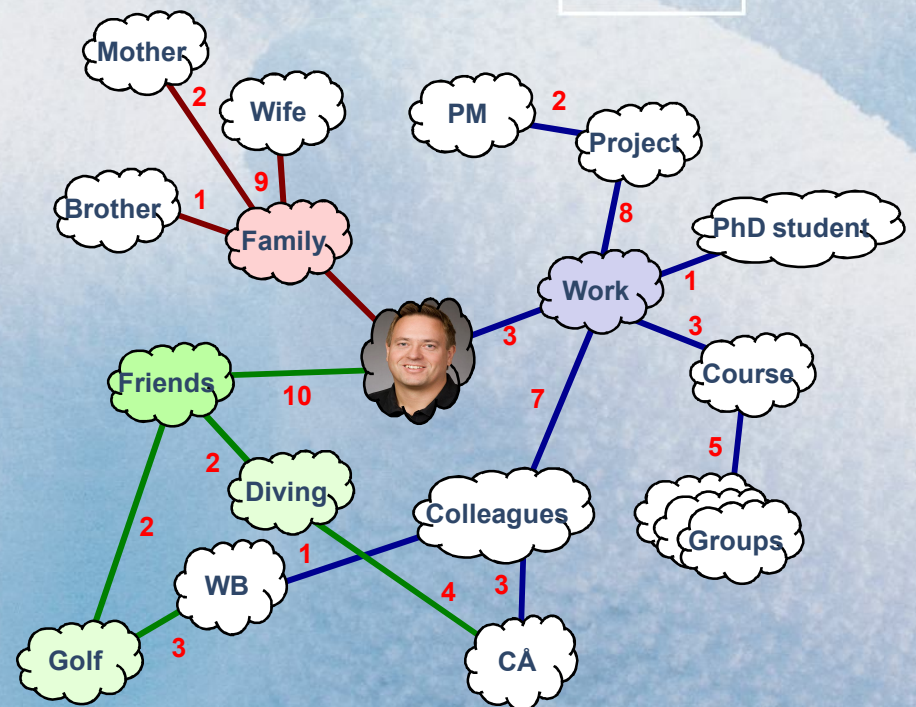 Mother
2
Wife
PM
2
Project
Brother
1
9
8
Family
PhD student
Work
1
3
3
Friends
10
7
Course
2
5
Diving
Colleagues
2
Groups
1
WB
4
3
3
Golf
CÅ